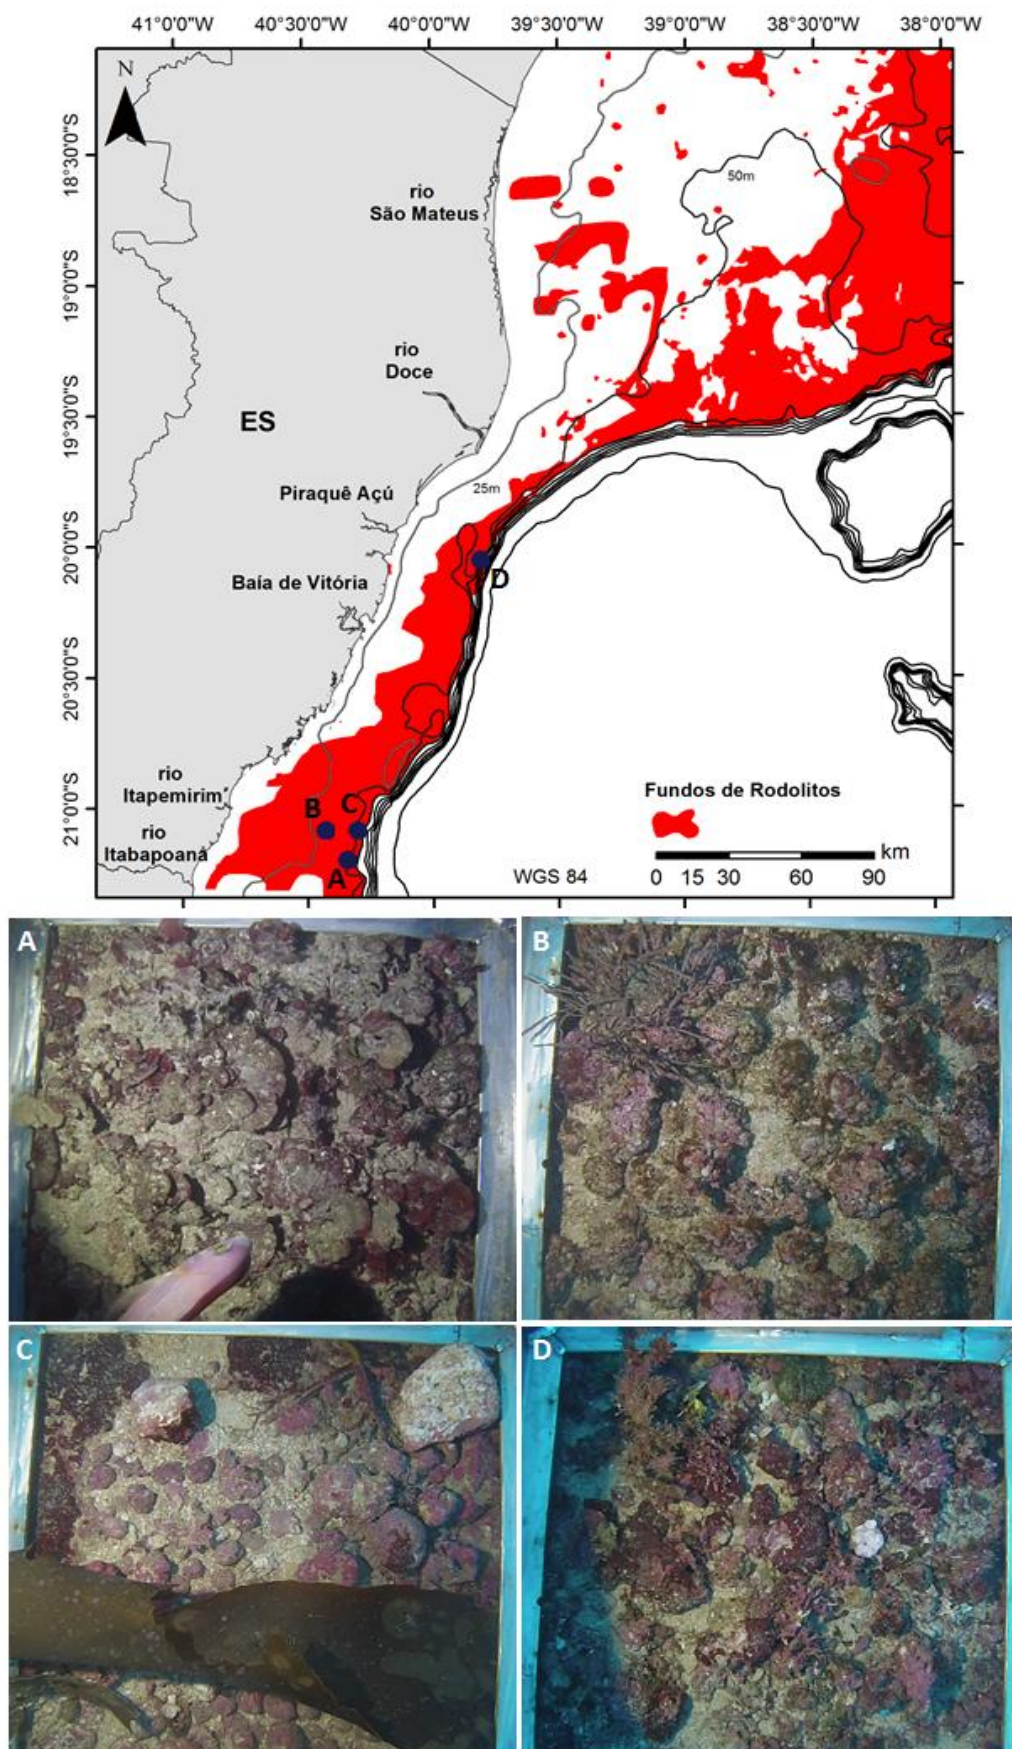 41°0'0"W 40°30'0"W 40°0'0"W 39°30'0"W 39°0'0"W 38°30'0"W 38°0'0"W
N
18°30'0"S
19°0'0"S
19°30'0"S
20°0'0"S
20°30'0"S
21°0'0"S
50m
rio
São Mateus
rio
Doce
ES
25m
Piraquê Açú
Baía de Vitória
D
rio
Itapemirim
B
C
rio
Itabapoana
A
Fundos de Rodolitos
km
WGS 84
0 15 30 60 90
A
B
C
D